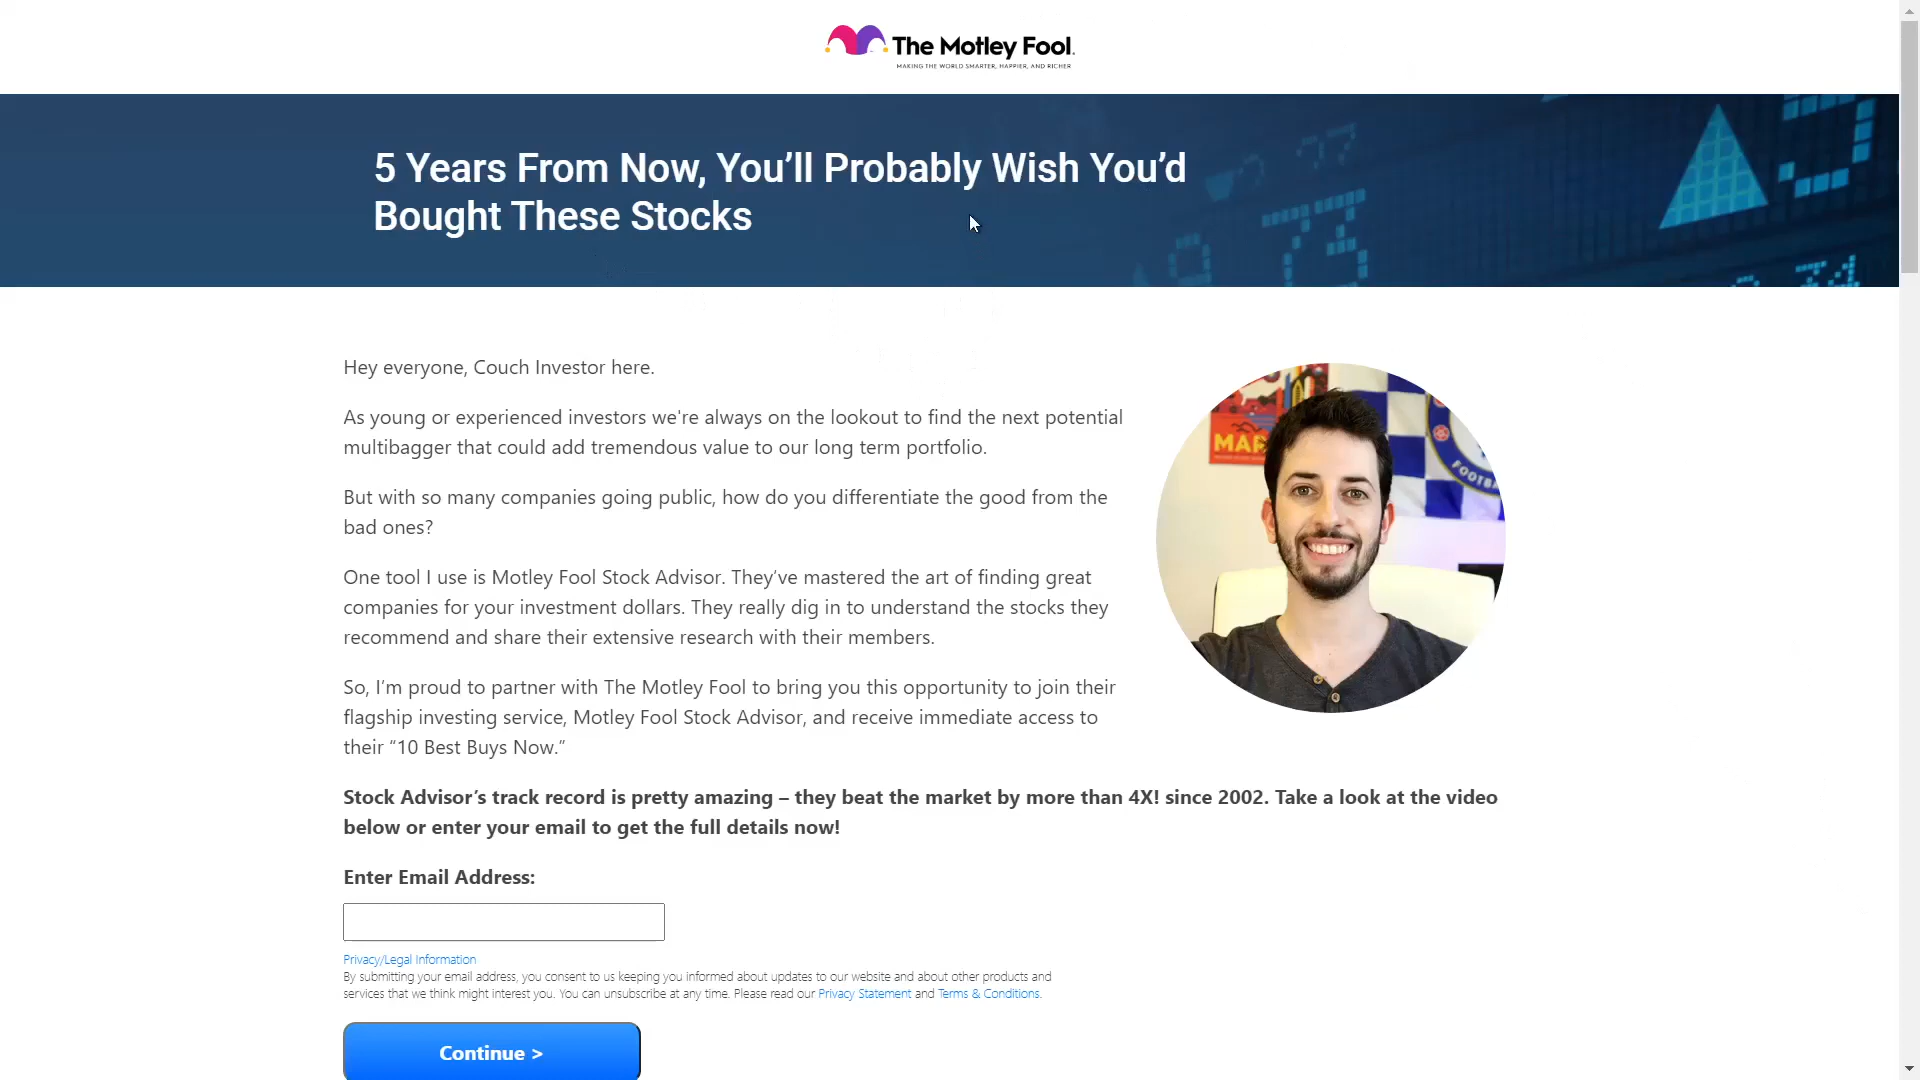 The Motley Fool.
MAKING THE WORLD SMARTER, HAPPIER, AND RICHER
5 Years From Now, You’ll Probably Wish You’d
Bought These Stocks
Hey everyone, Couch Investor here.
As young or experienced investors we're always on the lookout to find the next potential
multibagger that could add tremendous value to our long term portfolio.
But with so many companies going public, how do you differentiate the good from the
bad ones?
One tool I use is Motley Fool Stock Advisor. They’ve mastered the art of finding great
companies for your investment dollars. They really dig in to understand the stocks they
recommend and share their extensive research with their members.
So, I’m proud to partner with The Motley Fool to bring you this opportunity to join their
flagship investing service, Motley Fool Stock Advisor, and receive immediate access to
their “10 Best Buys Now.”
Stock Advisor’s track record is pretty amazing – they beat the market by more than 4X! since 2002. Take a look at the video
below or enter your email to get the full details now!
Enter Email Address:
Privacy/Legal Information
By submitting your email address, you consent to us keeping you informed about updates to our website and about other products and
services that we think might interest you. You can unsubscribe at any time. Please read our Privacy Statement and Terms & Conditions.
Continue >